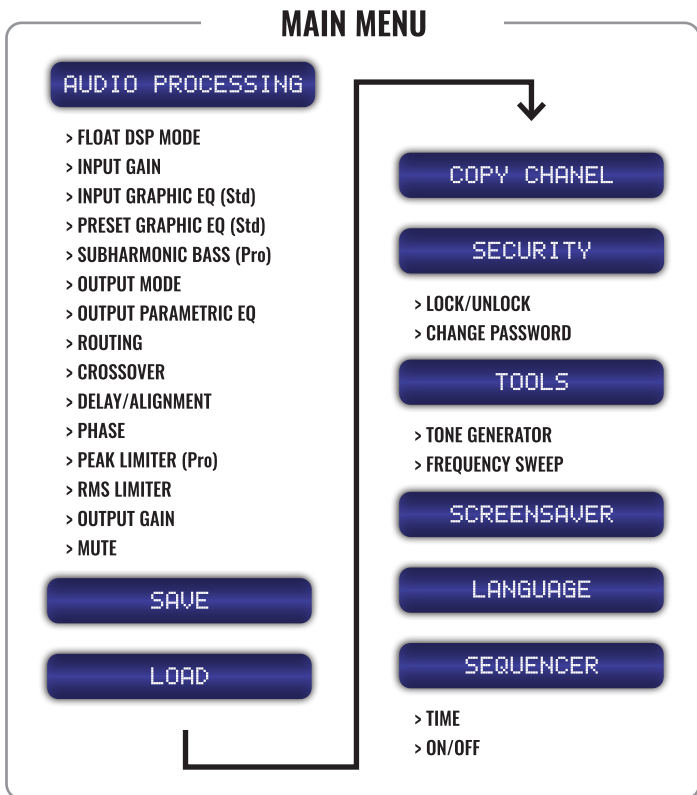 MAIN MENU
AUDIO PROCESSING
> FLOAT DSP MODE
> INPUT GAIN
> INPUT GRAPHIC EQ (Std)
> PRESET GRAPHIC EQ (Std)
> SUBHARMONIC BASS (Pro)
> OUTPUT MODE
> OUTPUT PARAMETRIC EQ
> ROUTING
> CROSSOVER
> DELAY/ALIGNMENT
> PHASE
> PEAK LIMITER (Pro)
> RMS LIMITER
> OUTPUT GAIN
> MUTE
SAVE
LOAD
COPY CHANEL
SECURITY
> LOCK/UNLOCK
> CHANGE PASSWORD
TOOLS
> TONE GENERATOR
> FREQUENCY SWEEP
SCREENSAVER
LANGUAGE
SEQUENCER
> TIME
> ON/OFF